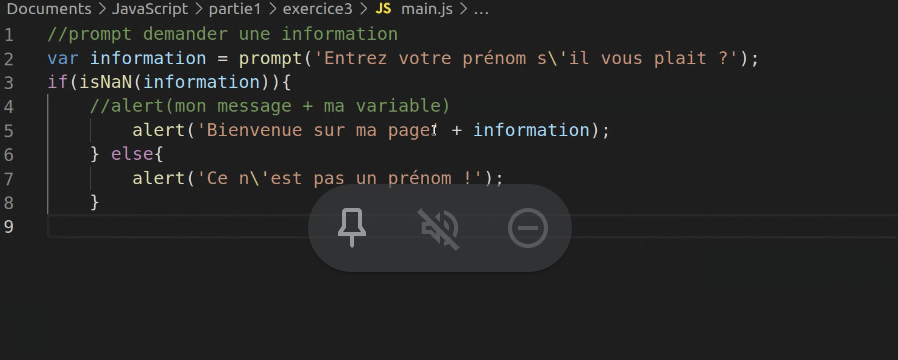 Documents > JavaScript > partie1 > exercice3 > JS main.js > ...
1 //prompt demander une information
2 var information = prompt('Entrez votre prénom s\'il vous plait ?');
3 if(isNaN(information)){
4 //alert(mon message + ma variable)
5 alert('Bienvenue sur ma page' + information);
6 } else{
7 alert('Ce n\'est pas un prénom !');
8 }
9